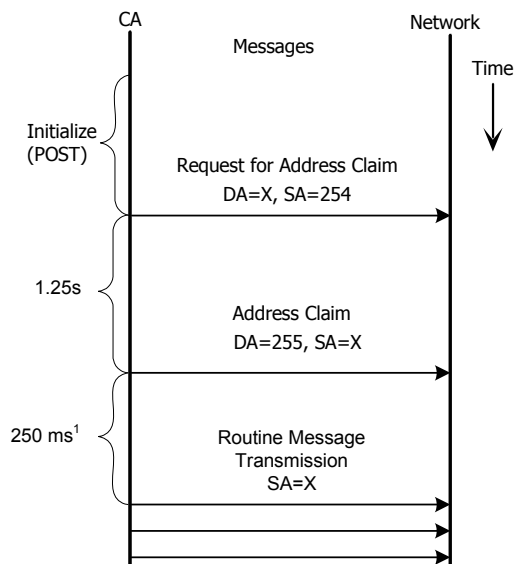 CA
Messages
Network
Time
Initialize
(POST)
Request for Address Claim
DA=X, SA=254
1.25s
Address Claim
DA=255, SA=X
250 ms¹
Routine Message
Transmission
SA=X